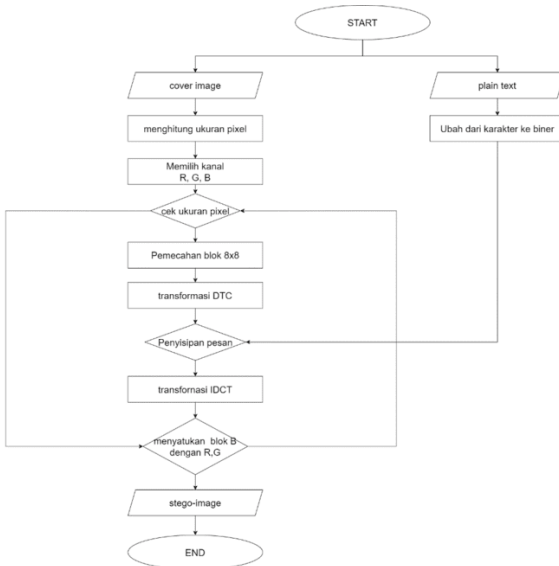 START
cover image
plain text
menghitung ukuran pixel
Ubah dari karakter ke biner
Memilih kanal
R, G, B
cek ukuran pixel
Pemecahan blok 8x8
transformasi DTC
Penyisipan pesan
transfornasi IDCT
menyatukan blok B
dengan R,G
stego-image
END